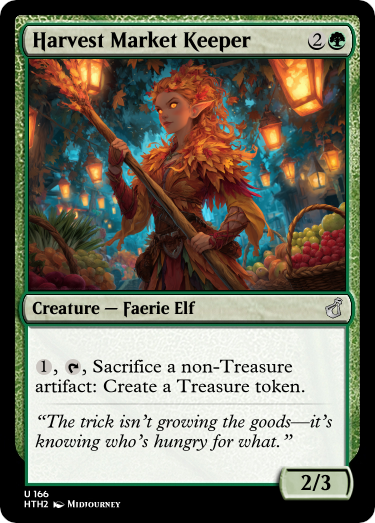 Harvest Market Keeper 2
Creature — Faerie Elf
1, , Sacrifice a non-Treasure
artifact: Create a Treasure token.
“The trick isn’t growing the goods—it’s
knowing who’s hungry for what.”
2/3
U 166
HTH2 Midjourney